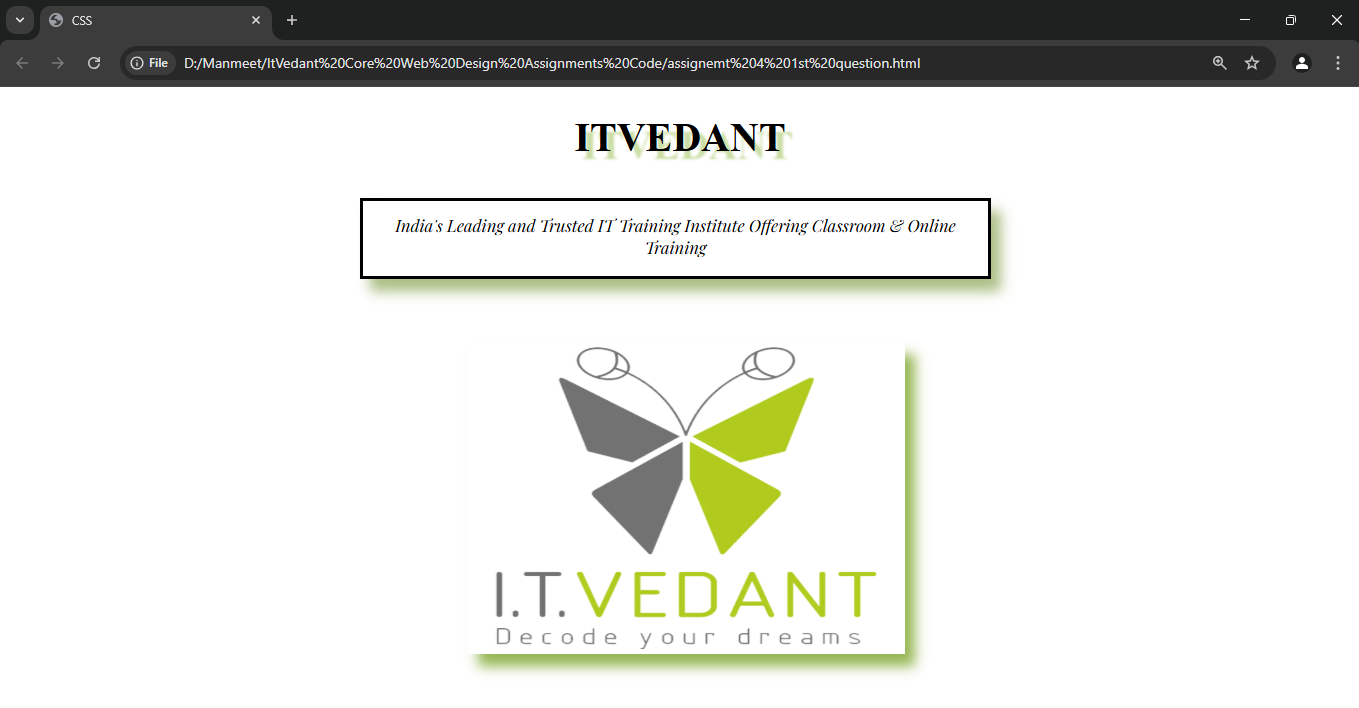 CSS
File
D:/Manmeet/ItVedant%20Core%20Web%20Design%20Assignments%20Code/assignemt%204%201st%20question.html
ITVEDANT
India's Leading and Trusted IT Training Institute Offering Classroom & Online
Training
I.T.VEDANT
Decode your dreams